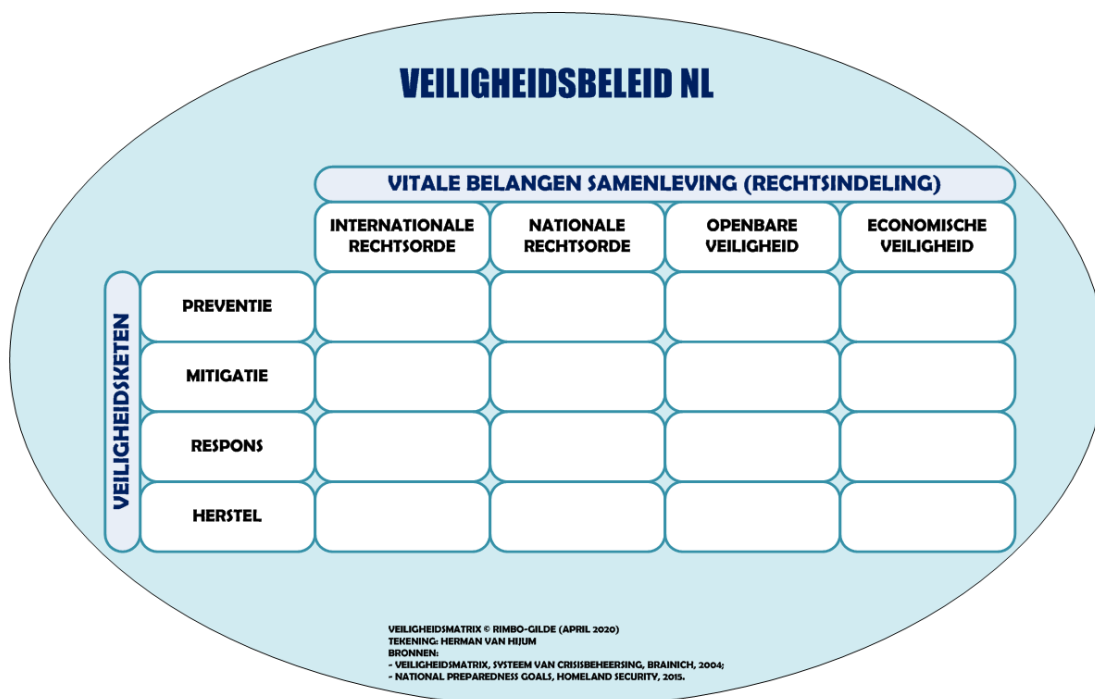 VEILIGHEIDSBELEID NL
VITALE BELANGEN SAMENLEVING (RECHTSINDELING)
INTERNATIONALE
RECHTSORDE
NATIONALE
RECHTSORDE
OPENBARE
VEILIGHEID
ECONOMISCHE
VEILIGHEID
VEILIGHEIDSKETEN
PREVENTIE
MITIGATIE
RESPONS
HERSTEL
VEILIGHEIDSMATRIX © RIMBO-GILDE (APRIL 2020)
TEKENING: HERMAN VAN HIJUM
BRONNEN:
- VEILIGHEIDSMATRIX, SYSTEEM VAN CRISISBEHEERSING, BRAINICH, 2004;
- NATIONAL PREPAREDNESS GOALS, HOMELAND SECURITY, 2015.